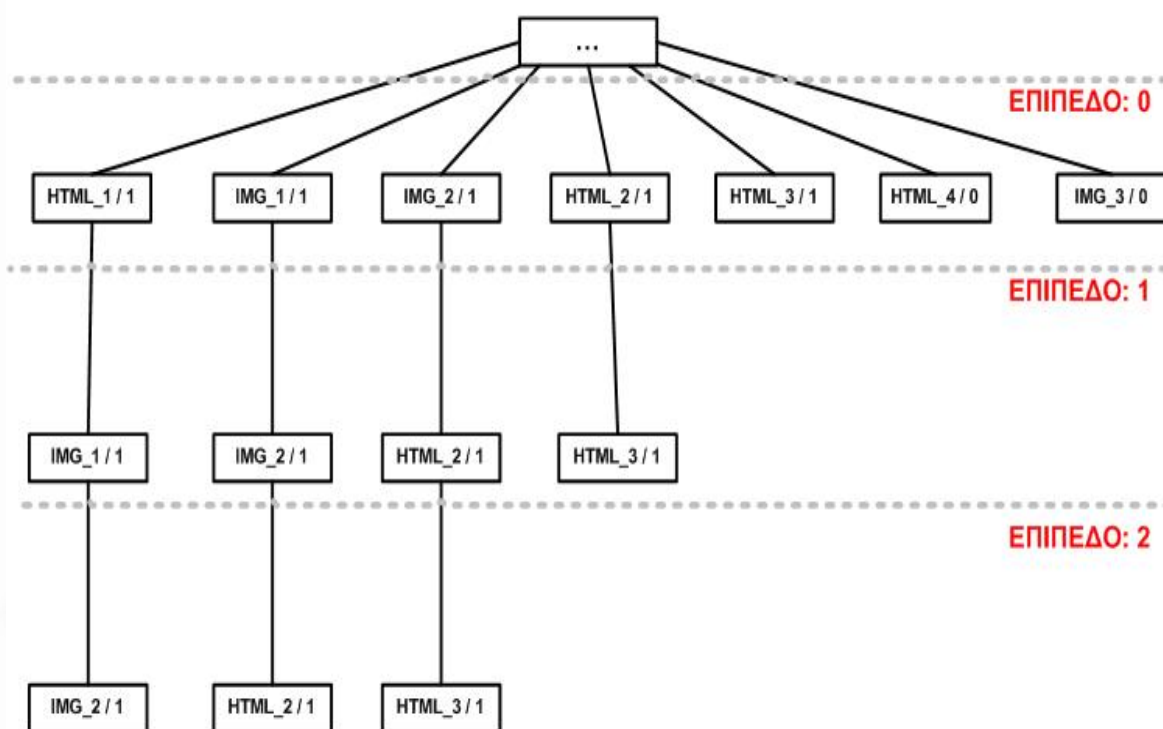 ...
ΕΠΙΠΕΔΟ: 0
HTML_1 / 1 IMG_1 / 1 IMG_2 / 1 HTML_2 / 1 HTML_3 / 1 HTML_4 / 0 IMG_3 / 0
ΕΠΙΠΕΔΟ: 1
IMG_1 / 1 IMG_2 / 1 HTML_2 / 1 HTML_3 / 1
ΕΠΙΠΕΔΟ: 2
IMG_2 / 1 HTML_2 / 1 HTML_3 / 1